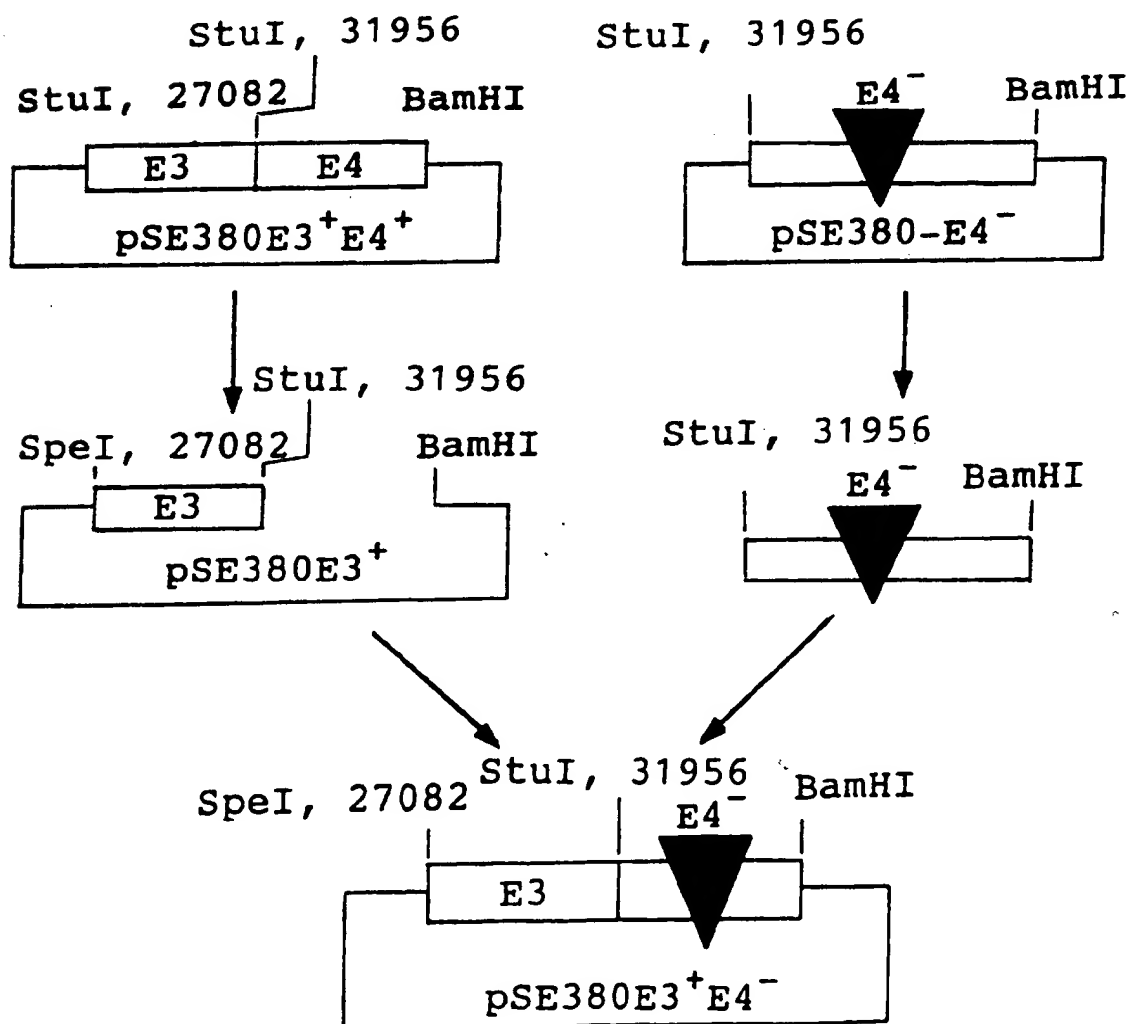 StuI, 31956
StuI, 27082
BamHI
E3
E4
pSE380E3⁺E4⁺
StuI, 31956
E4⁻
BamHI
pSE380-E4⁻
StuI, 31956
SpeI, 27082
BamHI
E3
pSE380E3⁺
StuI, 31956
E4⁻
BamHI
StuI, 31956
SpeI, 27082
E4⁻
BamHI
E3
pSE380E3⁺E4⁻